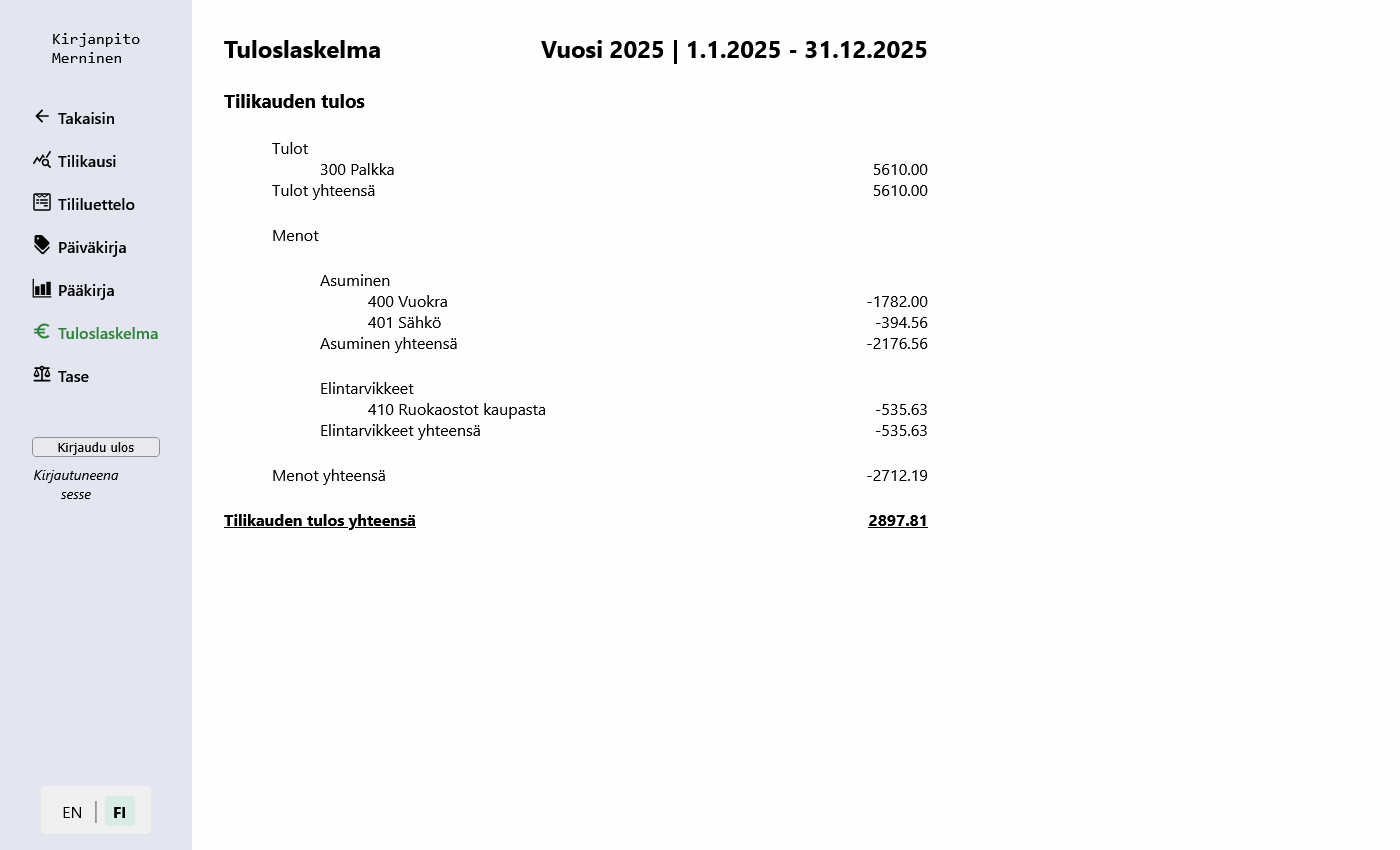 Kirjanpito
Merninen
Takaisin
Tilikausi
Tililuettelo
Päiväkirja
Pääkirja
Tuloslaskelma
Tase
Kirjaudu ulos
Kirjautuneena
sesse
EN | FI
Tuloslaskelma Vuosi 2025 | 1.1.2025 - 31.12.2025
Tilikauden tulos
Tulot
300 Palkka 5610.00
Tulot yhteensä 5610.00
Menot
Asuminen
400 Vuokra -1782.00
401 Sähkö -394.56
Asuminen yhteensä -2176.56
Elintarvikkeet
410 Ruokaostot kaupasta -535.63
Elintarvikkeet yhteensä -535.63
Menot yhteensä -2712.19
Tilikauden tulos yhteensä 2897.81